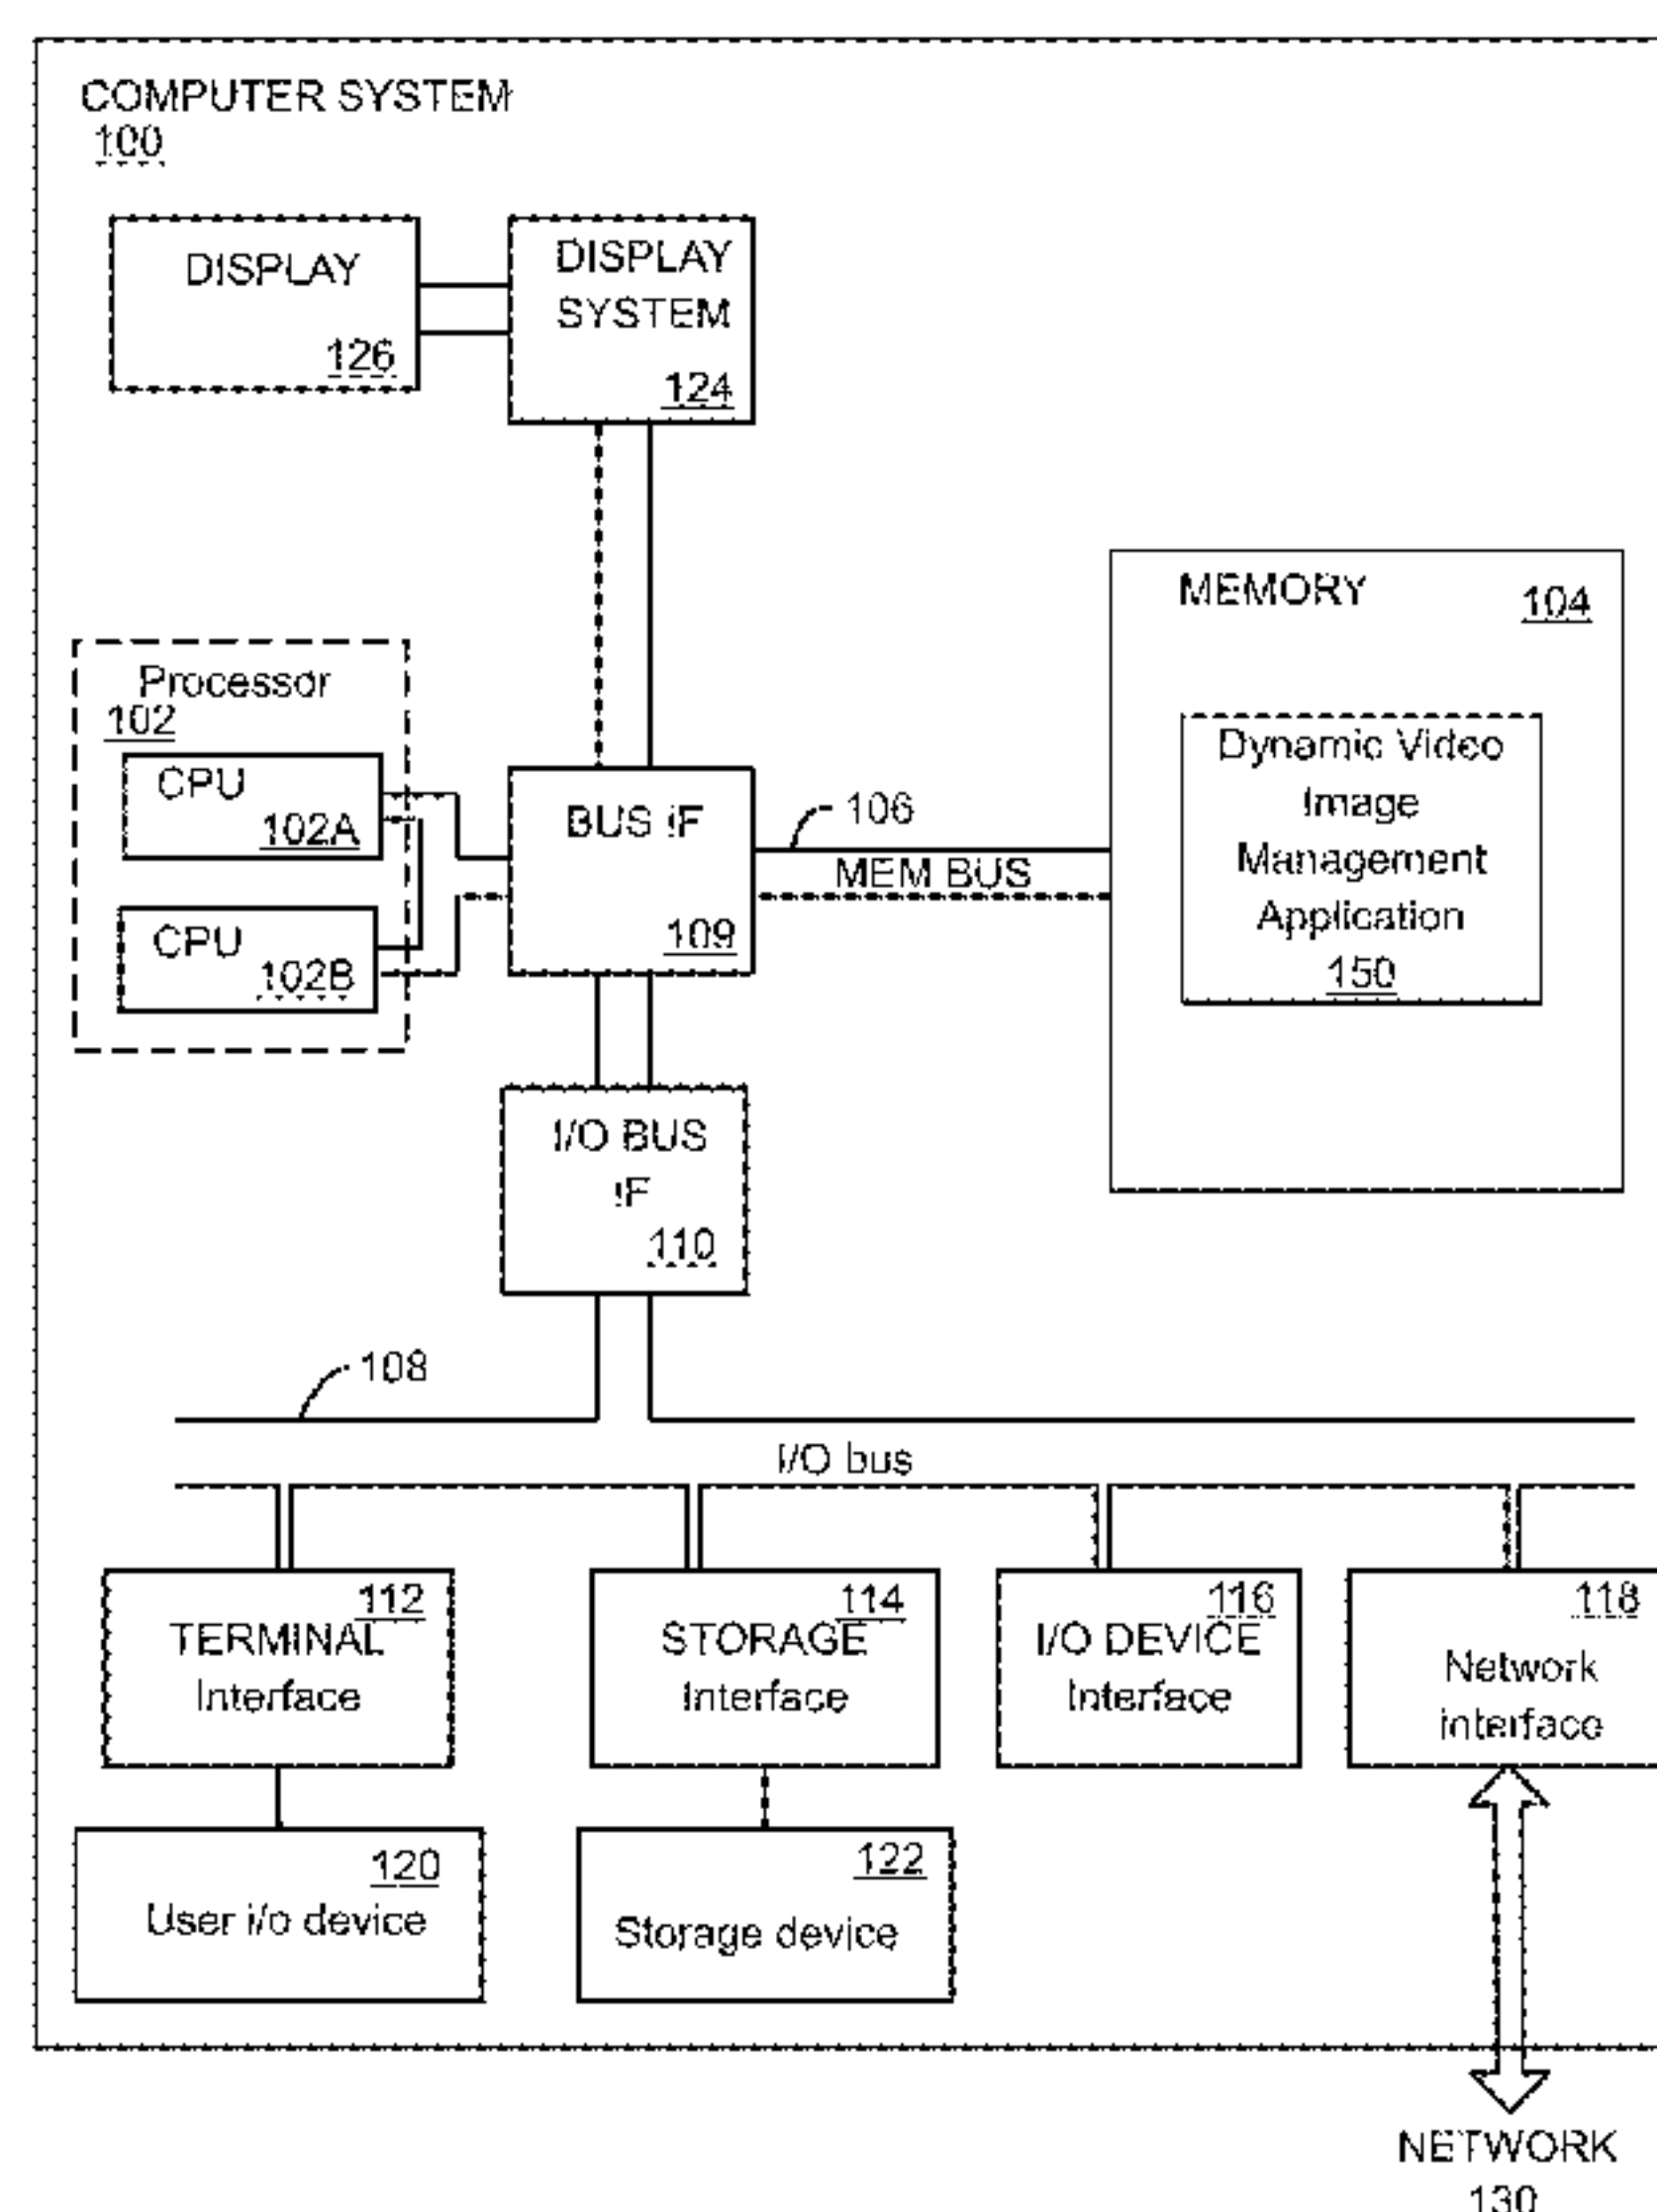 COMPUTER SYSTEM
100
DISPLAY
126
DISPLAY
SYSTEM
124
MEMORY
104
Processor
102
CPU
102A
CPU
102B
BUS IF
109
106
MEM BUS
Dynamic Video
Image
Management
Application
150
I/O BUS
IF
110
108
I/O bus
112
TERMINAL
Interface
114
STORAGE
Interface
116
I/O DEVICE
Interface
118
Network
interface
120
User i/o device
122
Storage device
NETWORK
130